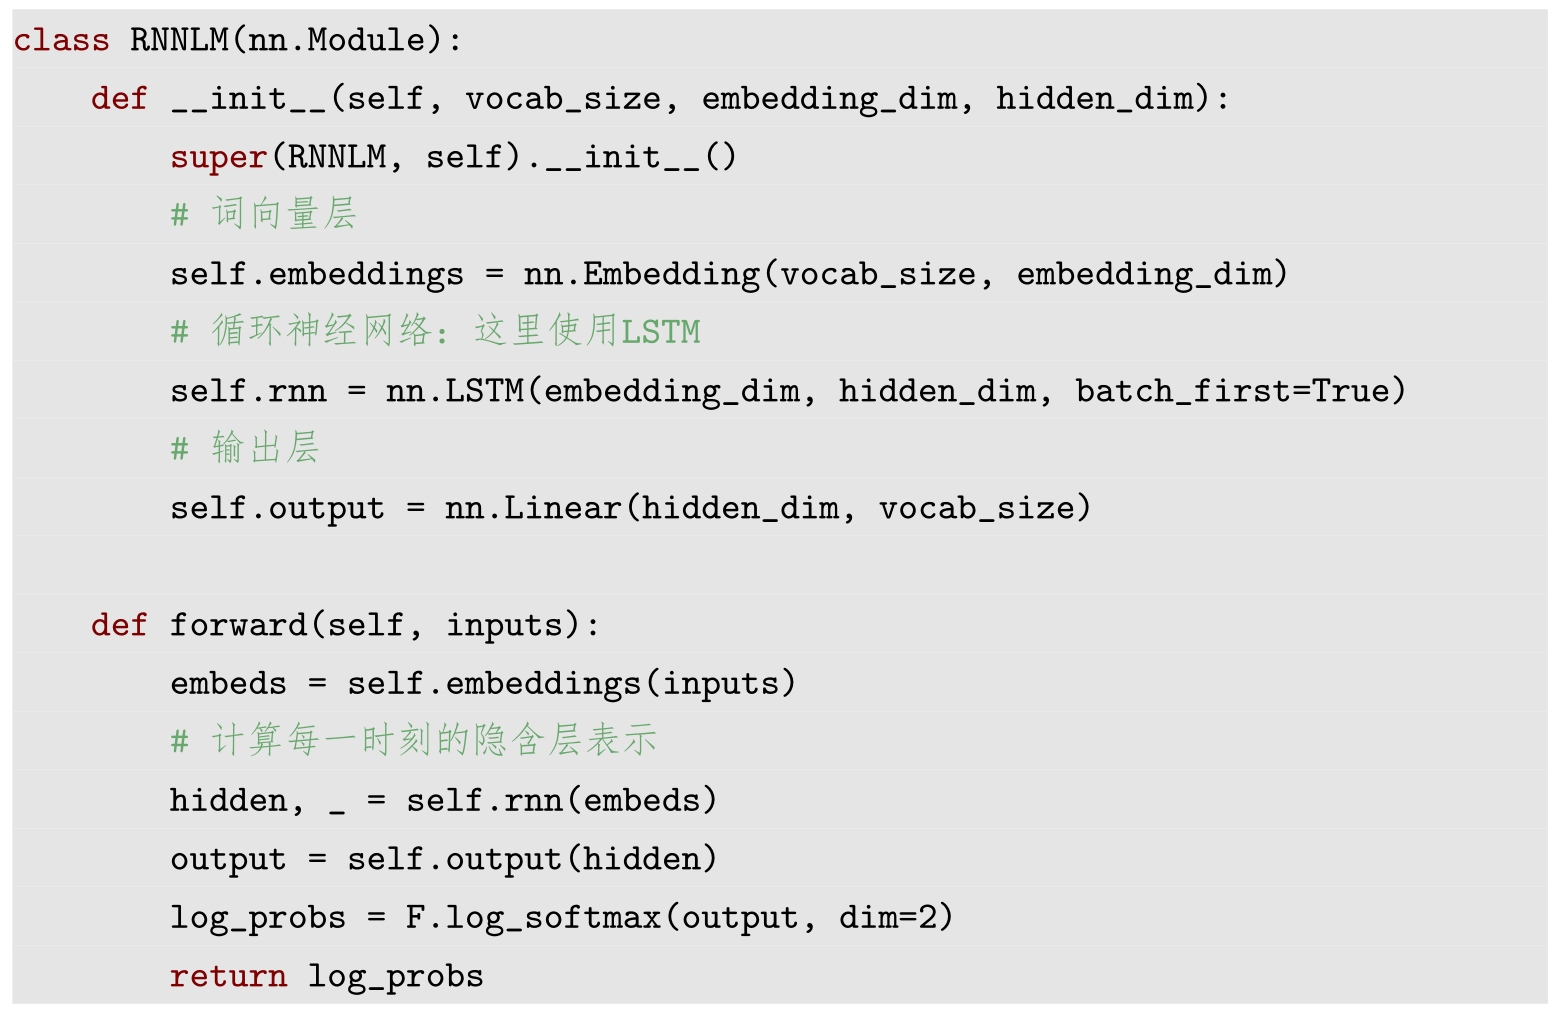 class RNNLM(nn.Module):
    def __init__(self, vocab_size, embedding_dim, hidden_dim):
        super(RNNLM, self).__init__()
        # 词向量层
        self.embeddings = nn.Embedding(vocab_size, embedding_dim)
        # 循环神经网络：这里使用LSTM
        self.rnn = nn.LSTM(embedding_dim, hidden_dim, batch_first=True)
        # 输出层
        self.output = nn.Linear(hidden_dim, vocab_size)

    def forward(self, inputs):
        embeds = self.embeddings(inputs)
        # 计算每一时刻的隐含层表示
        hidden, _ = self.rnn(embeds)
        output = self.output(hidden)
        log_probs = F.log_softmax(output, dim=2)
        return log_probs